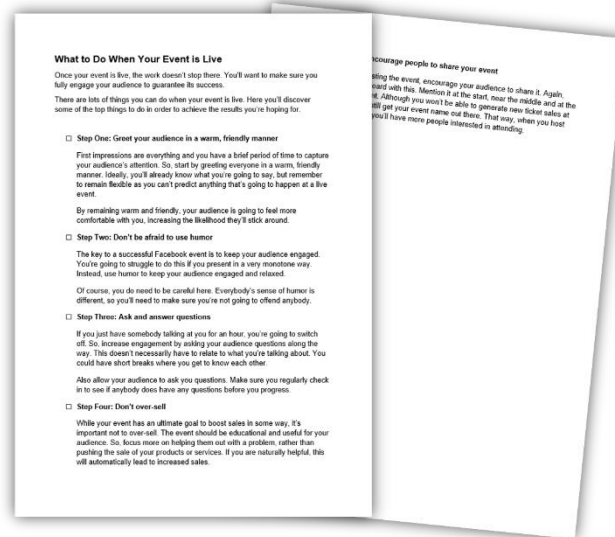 What to Do When Your Event is Live
Once your event is live, the work doesn't stop there. You'll want to make sure you
fully engage your audience to guarantee its success.
There are lots of things you can do when your event is live. Here you'll discover
some of the top things to do in order to achieve the results you're hoping for.
☐ Step One: Greet your audience in a warm, friendly manner
First impressions are everything and you have a brief period of time to capture
your audience's attention. So, start by greeting everyone in a warm, friendly
manner. Ideally, you'll already know what you're going to say, but remember
to remain flexible as you can't predict anything that's going to happen at a live
event.
By remaining warm and friendly, your audience is going to feel more
comfortable with you, increasing the likelihood they'll stick around.
☐ Step Two: Don't be afraid to use humor
The key to a successful Facebook event is to keep your audience engaged.
You're going to struggle to do this if you present in a very monotone way.
Instead, use humor to keep your audience engaged and relaxed.
Of course, you do need to be careful here. Everybody's sense of humor is
different, so you'll need to make sure you're not going to offend anybody.
☐ Step Three: Ask and answer questions
If you just have somebody talking at you for an hour, you're going to switch
off. So, increase engagement by asking your audience questions along the
way. This doesn't necessarily have to relate to what you're talking about. You
could have short breaks where you get to know each other.
Also allow your audience to ask you questions. Make sure you regularly check
in to see if anybody does have any questions before you progress.
☐ Step Four: Don't over-sell
While your event has an ultimate goal to boost sales in some way, it's
important not to over-sell. The event should be educational and useful for your
audience. So, focus more on helping them out with a problem, rather than
pushing the sale of your products or services. If you are naturally helpful, this
will automatically lead to increased sales.
people to share your event
the event, encourage your audience to share it. Again,
with this. Mention it at the start, near the middle and at the
Although you won't be able to generate new ticket sales at
still get your event name out there. That way, when you host
you'll have more people interested in attending.